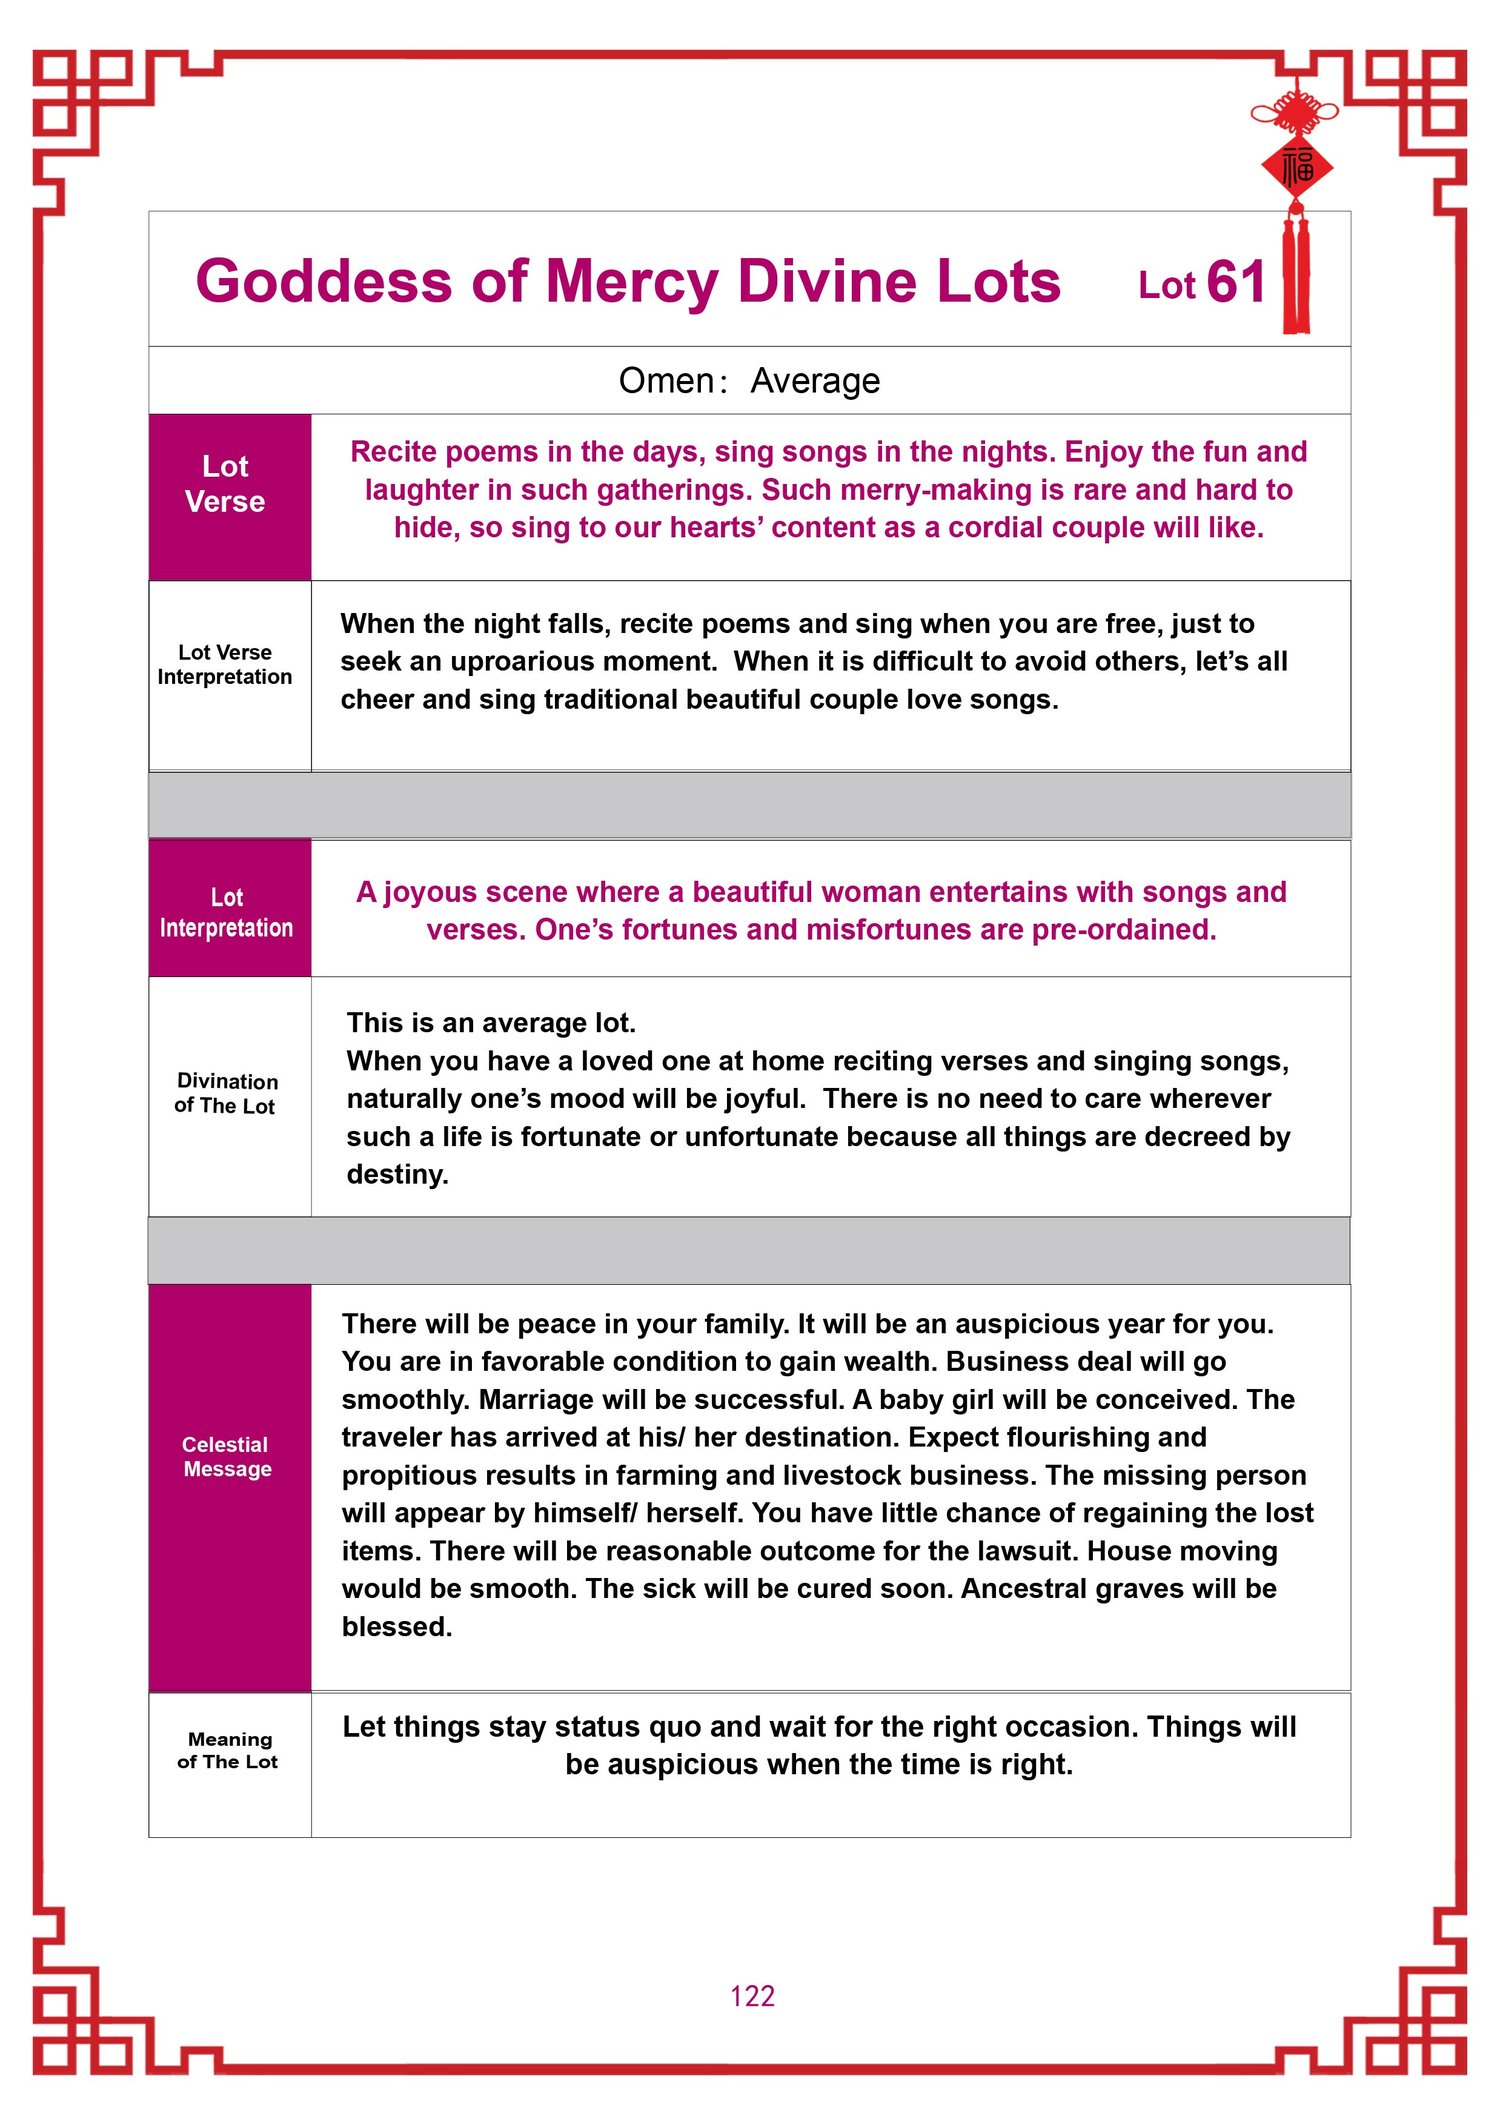 福
Goddess of Mercy Divine Lots Lot 61
Omen： Average
Lot
Verse
Recite poems in the days, sing songs in the nights. Enjoy the fun and
laughter in such gatherings. Such merry-making is rare and hard to
hide, so sing to our hearts’ content as a cordial couple will like.
Lot Verse
Interpretation
When the night falls, recite poems and sing when you are free, just to
seek an uproarious moment.  When it is difficult to avoid others, let’s all
cheer and sing traditional beautiful couple love songs.
Lot
Interpretation
A joyous scene where a beautiful woman entertains with songs and
verses. One’s fortunes and misfortunes are pre-ordained.
Divination
of The Lot
This is an average lot.
When you have a loved one at home reciting verses and singing songs,
naturally one’s mood will be joyful.  There is no need to care wherever
such a life is fortunate or unfortunate because all things are decreed by
destiny.
Celestial
Message
There will be peace in your family. It will be an auspicious year for you.
You are in favorable condition to gain wealth. Business deal will go
smoothly. Marriage will be successful. A baby girl will be conceived. The
traveler has arrived at his/ her destination. Expect flourishing and
propitious results in farming and livestock business. The missing person
will appear by himself/ herself. You have little chance of regaining the lost
items. There will be reasonable outcome for the lawsuit. House moving
would be smooth. The sick will be cured soon. Ancestral graves will be
blessed.
Meaning
of The Lot
Let things stay status quo and wait for the right occasion. Things will
be auspicious when the time is right.
122